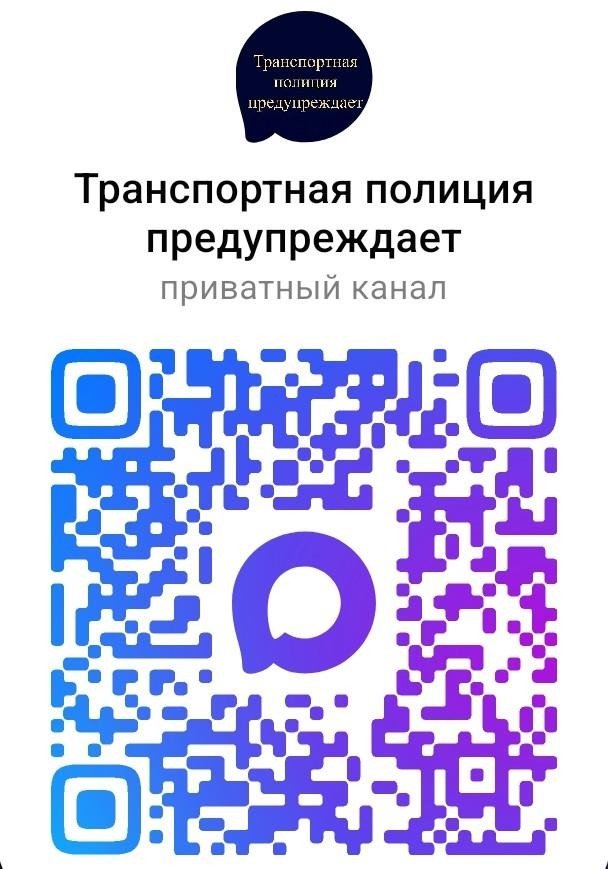 Транспортная
полиция
предупреждает
Транспортная полиция
предупреждает
приватный канал